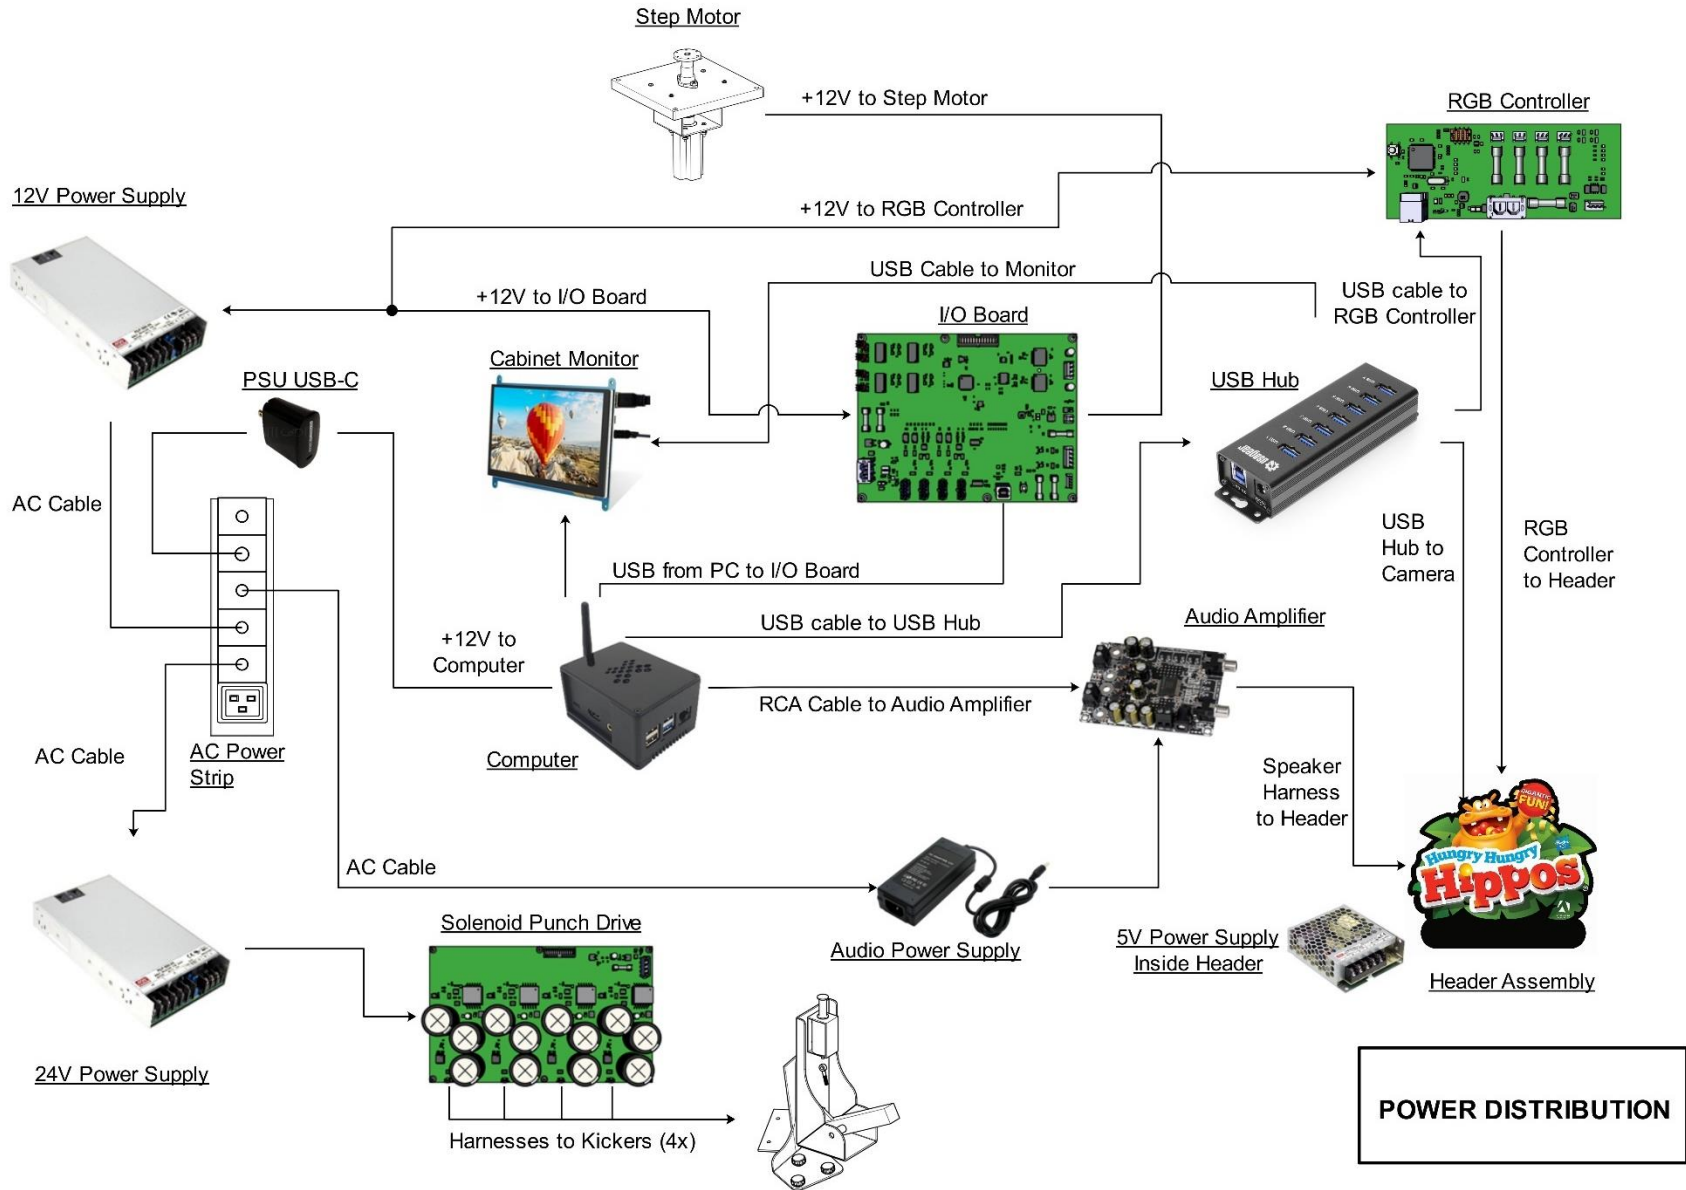 Step Motor
+12V to Step Motor
RGB Controller
12V Power Supply
+12V to RGB Controller
USB Cable to Monitor
+12V to I/O Board
USB cable to
RGB Controller
I/O Board
Cabinet Monitor
PSU USB-C
USB Hub
AC Cable
USB
Hub to
Camera
RGB
Controller
to Header
USB from PC to I/O Board
USB cable to USB Hub
Audio Amplifier
+12V to
Computer
RCA Cable to Audio Amplifier
AC Cable
AC Power
Strip
Computer
Speaker
Harness
to Header
GIGANTIC
FUN!
Hungry Hungry
Hippos
AC Cable
Solenoid Punch Drive
Audio Power Supply
5V Power Supply
Inside Header
Header Assembly
24V Power Supply
Harnesses to Kickers (4x)
POWER DISTRIBUTION